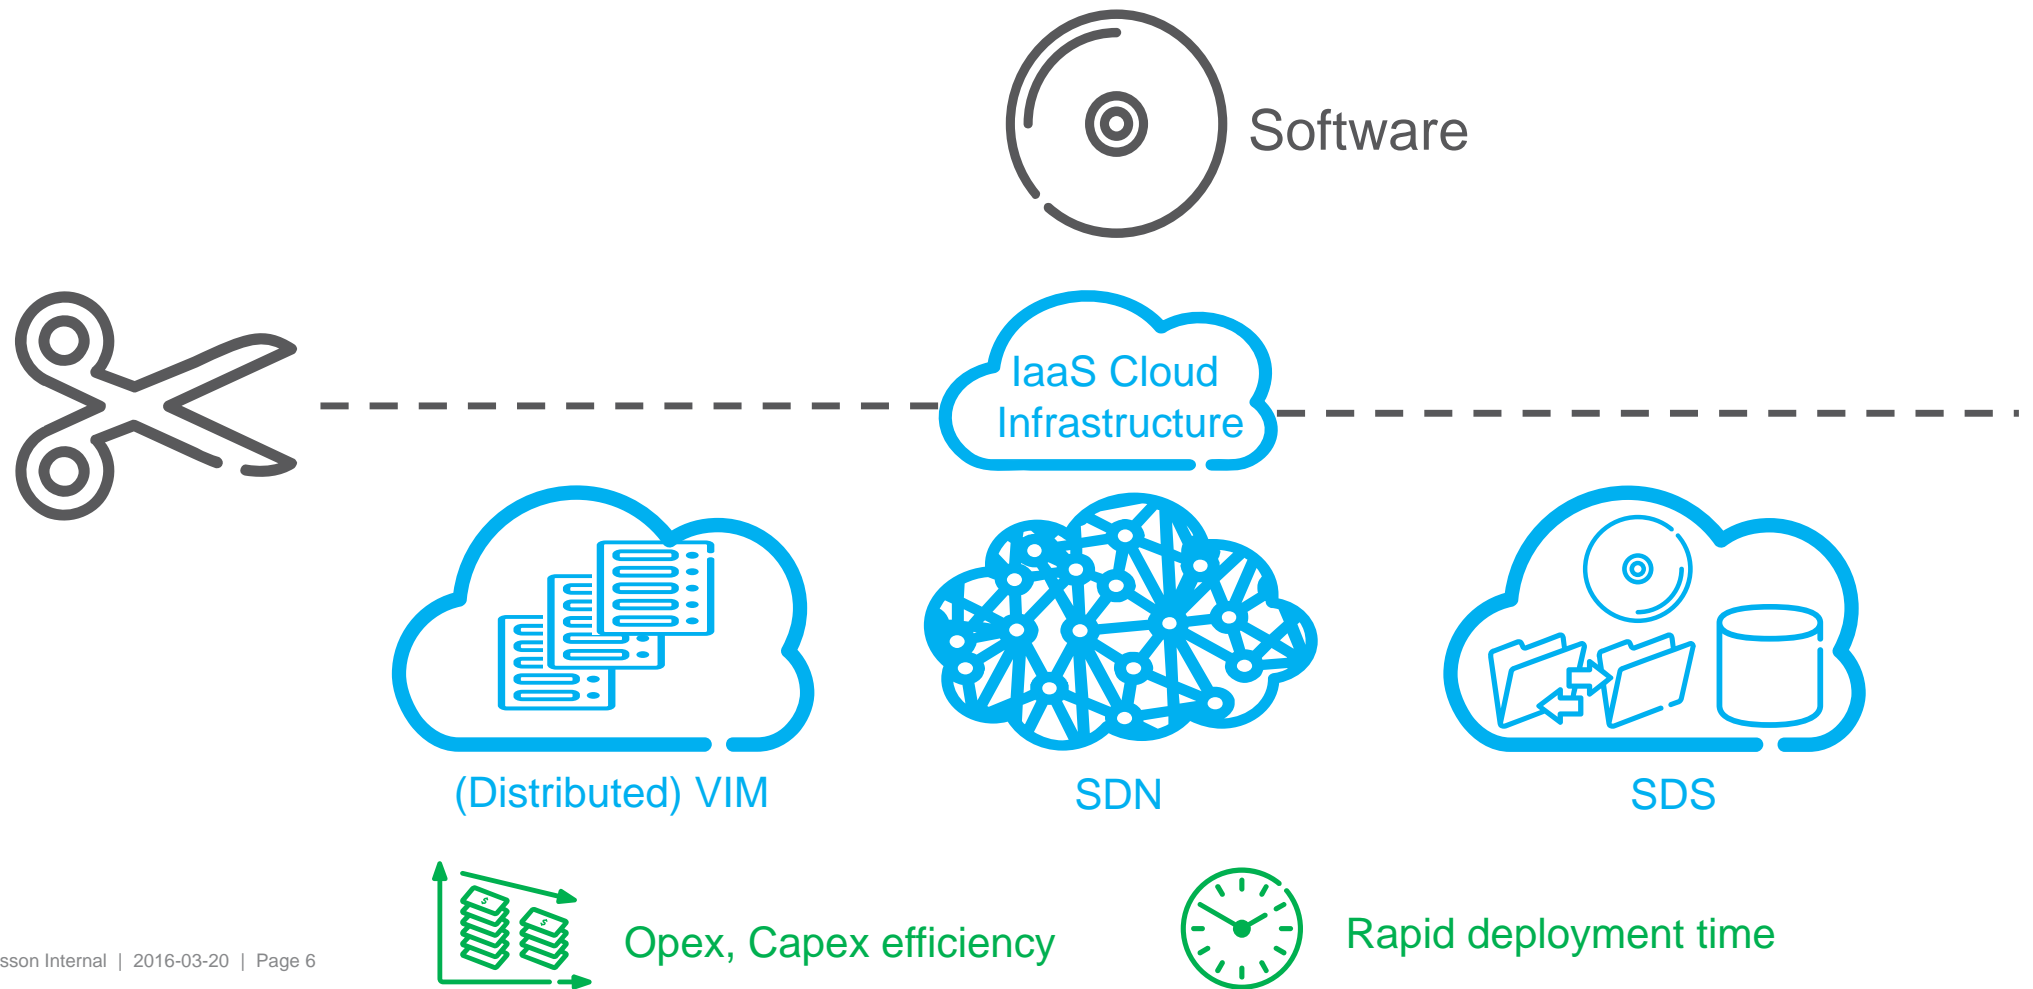 Software
IaaS Cloud
Infrastructure
(Distributed) VIM
SDN
SDS
$
$
Opex, Capex efficiency
Rapid deployment time
sson Internal | 2016-03-20 | Page 6